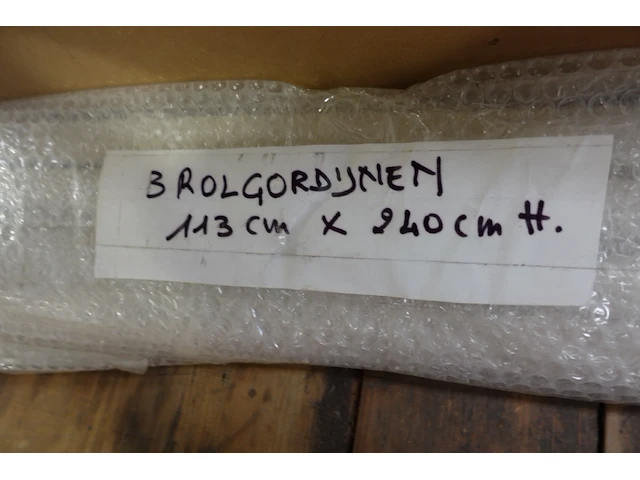 3 ROLGORDIJNEN
113 cm x 240 cm H.